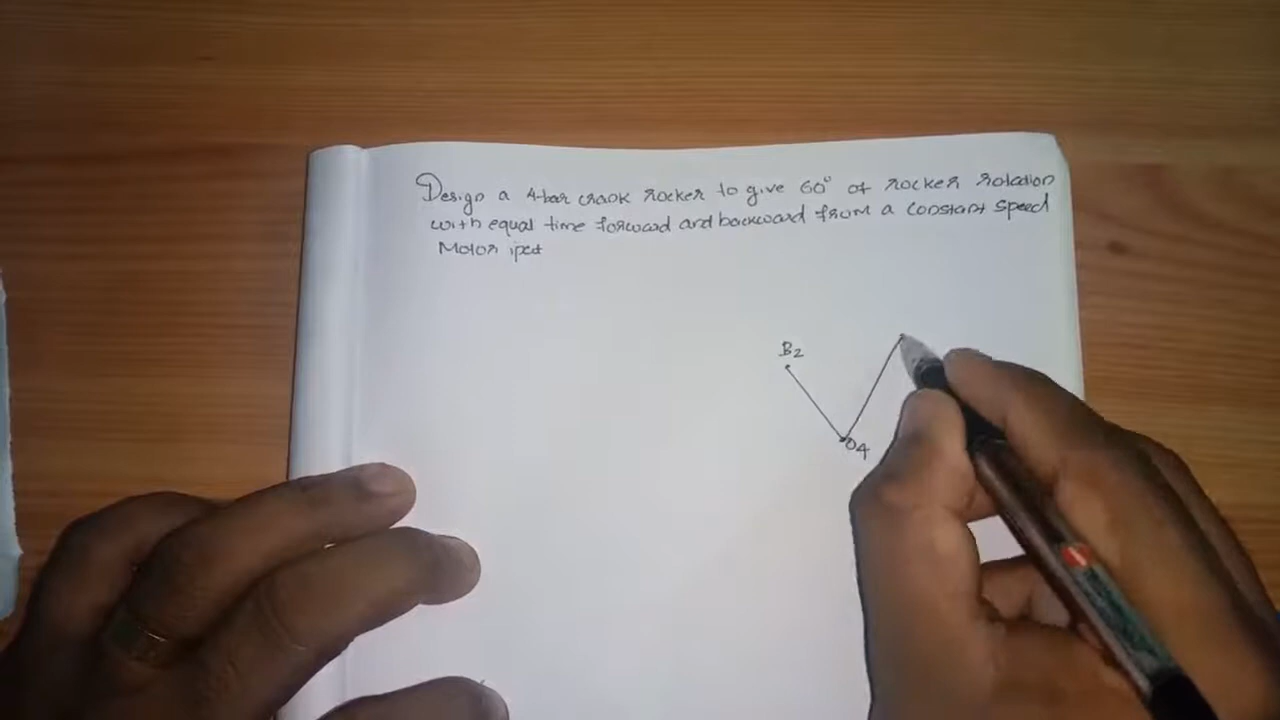 Design a 4-bar crank rocker to give 60° of rocker rotation
with equal time forward and backward from a constant speed
Motor ipct
B2
O4